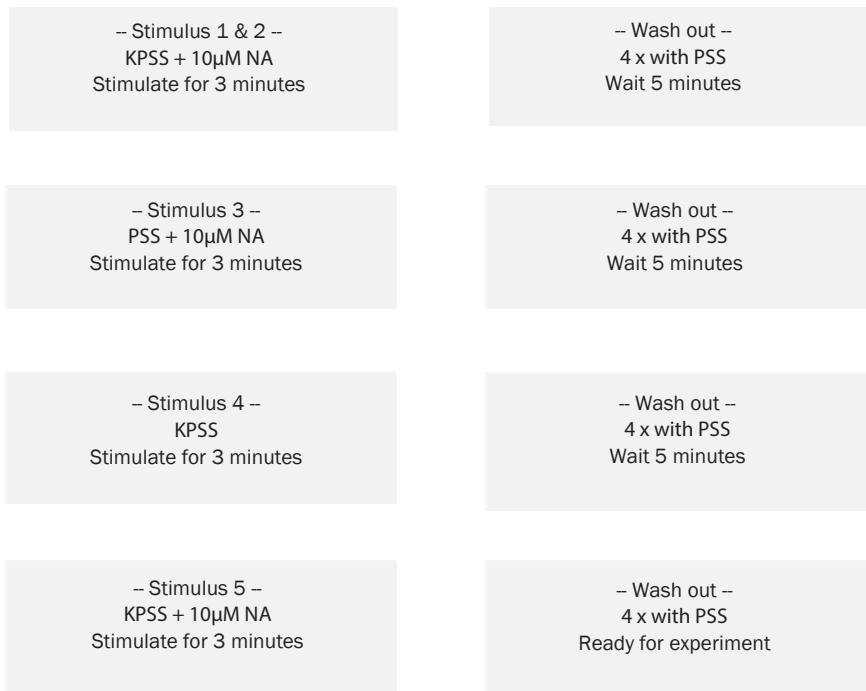 -- Stimulus 1 & 2 --
KPSS + 10µM NA
Stimulate for 3 minutes
-- Wash out --
4 x with PSS
Wait 5 minutes
-- Stimulus 3 --
PSS + 10µM NA
Stimulate for 3 minutes
-- Wash out --
4 x with PSS
Wait 5 minutes
-- Stimulus 4 --
KPSS
Stimulate for 3 minutes
-- Wash out --
4 x with PSS
Wait 5 minutes
-- Stimulus 5 --
KPSS + 10µM NA
Stimulate for 3 minutes
-- Wash out --
4 x with PSS
Ready for experiment